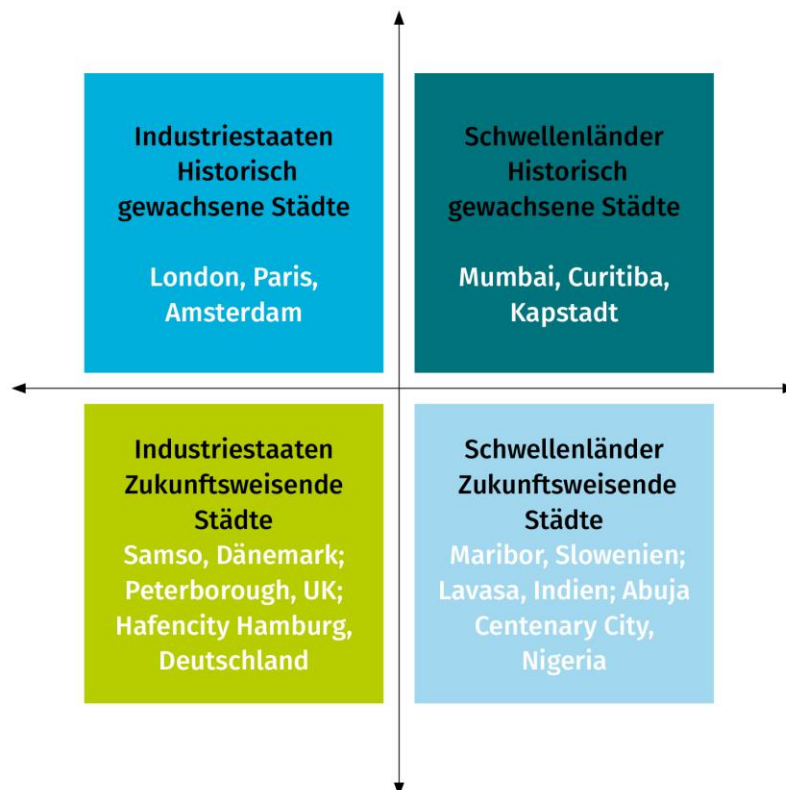 Industriestaaten
Historisch
gewachsene Städte
London, Paris,
Amsterdam
Schwellenländer
Historisch
gewachsene Städte
Mumbai, Curitiba,
Kapstadt
Industriestaaten
Zukunftsweisende
Städte
Samso, Dänemark;
Peterborough, UK;
Hafencity Hamburg,
Deutschland
Schwellenländer
Zukunftsweisende
Städte
Maribor, Slowenien;
Lavasa, Indien; Abuja
Centenary City,
Nigeria